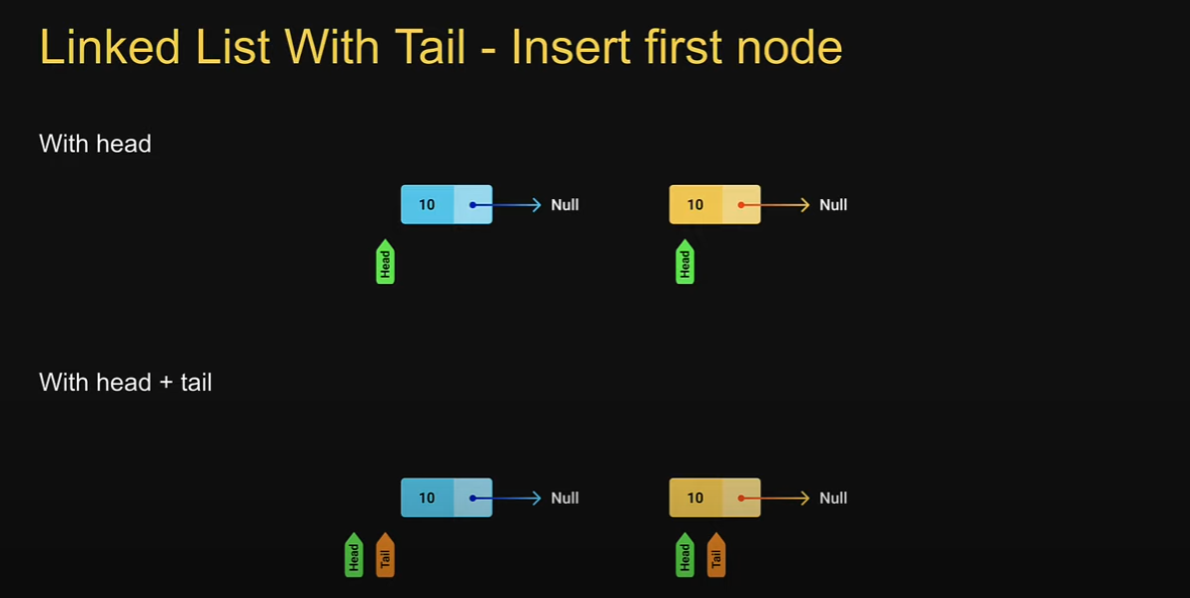 Linked List With Tail - Insert first node
With head
10 Null 10 Null
Head Head
With head + tail
10 Null 10 Null
Head Tail Head Tail